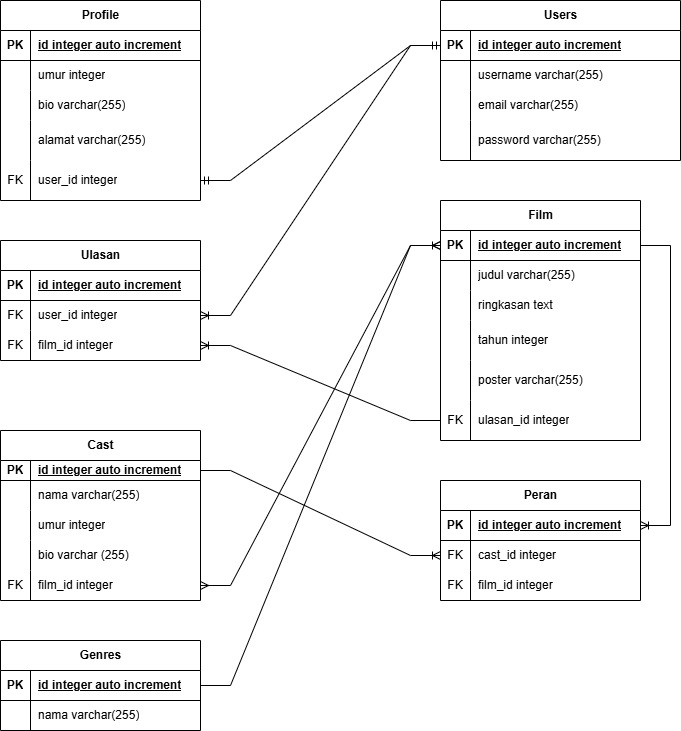 Profile
PK id integer auto increment
umur integer
bio varchar(255)
alamat varchar(255)
FK user_id integer
Users
PK id integer auto increment
username varchar(255)
email varchar(255)
password varchar(255)
Ulasan
PK id integer auto increment
FK user_id integer
FK film_id integer
Film
PK id integer auto increment
judul varchar(255)
ringkasan text
tahun integer
poster varchar(255)
FK ulasan_id integer
Cast
PK id integer auto increment
nama varchar(255)
umur integer
bio varchar (255)
FK film_id integer
Peran
PK id integer auto increment
FK cast_id integer
FK film_id integer
Genres
PK id integer auto increment
nama varchar(255)